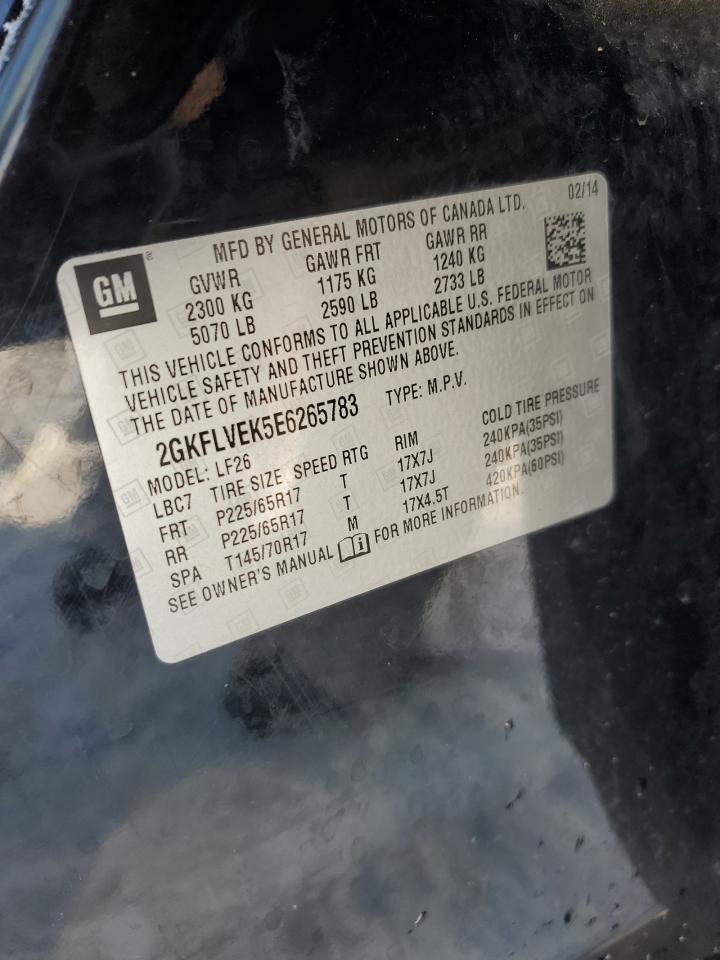 GM
MFD BY GENERAL MOTORS OF CANADA LTD. 02/14
GVWR GAWR FRT GAWR RR
2300 KG 1175 KG 1240 KG
5070 LB 2590 LB 2733 LB
THIS VEHICLE CONFORMS TO ALL APPLICABLE U.S. FEDERAL MOTOR
VEHICLE SAFETY AND THEFT PREVENTION STANDARDS IN EFFECT ON
THE DATE OF MANUFACTURE SHOWN ABOVE.
2GKFLVEK5E6265783 TYPE: M.P.V.
MODEL: LF26
LBC7 TIRE SIZE SPEED RTG RIM COLD TIRE PRESSURE
FRT P225/65R17 T 17X7J 240KPA(35PSI)
RR P225/65R17 T 17X7J 240KPA(35PSI)
SPA T145/70R17 M 17X4.5T 420KPA(60PSI)
SEE OWNER'S MANUAL i FOR MORE INFORMATION.